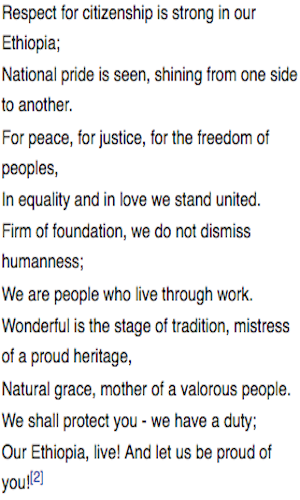 Respect for citizenship is strong in our
Ethiopia;
National pride is seen, shining from one side
to another.
For peace, for justice, for the freedom of
peoples,
In equality and in love we stand united.
Firm of foundation, we do not dismiss
humanness;
We are people who live through work.
Wonderful is the stage of tradition, mistress
of a proud heritage,
Natural grace, mother of a valorous people.
We shall protect you - we have a duty;
Our Ethiopia, live! And let us be proud of
you![2]